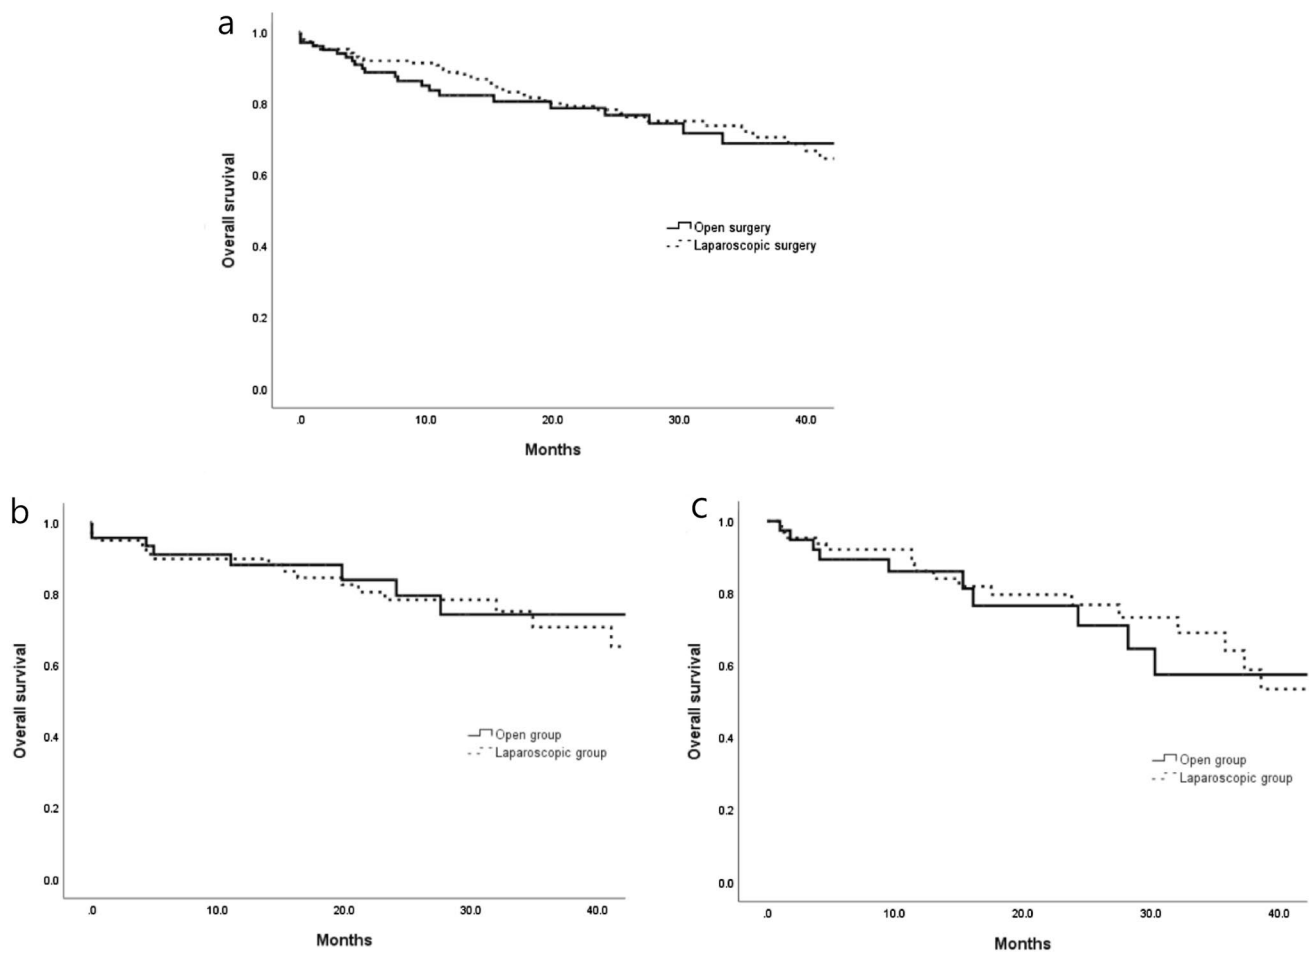 a
1.0
0.8
0.6
0.4
0.2
0.0
Overall sruvival
Open surgery
Laparoscopic surgery
.0 10.0 20.0 30.0 40.0
Months
b
1.0
0.8
0.6
0.4
0.2
0.0
Overall survival
Open group
Laparoscopic group
.0 10.0 20.0 30.0 40.0
Months
c
1.0
0.8
0.6
0.4
0.2
0.0
Overall survival
Open group
Laparoscopic group
.0 10.0 20.0 30.0 40.0
Months